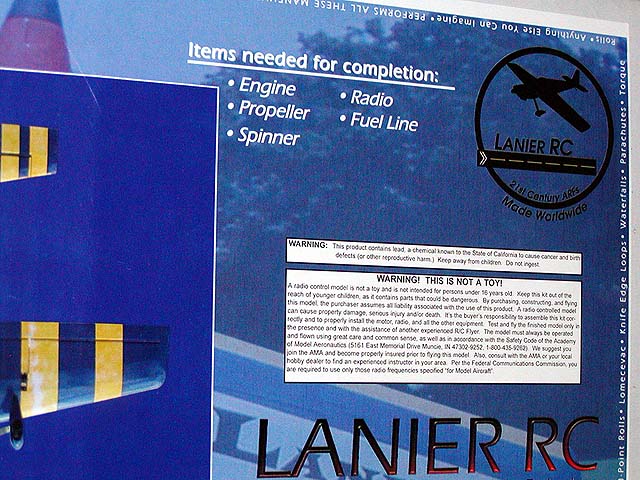 Rolls • Anything Else You Can Imagine • PERFORMS ALL THESE
Items needed for completion:
• Engine
• Propeller
• Spinner
• Radio
• Fuel Line
LANIER RC
21st Century ARFs
Made Worldwide
Point Rolls • Lomecevac • Knife Edge Loops • Waterfalls • Parachutes • Torque
WARNING: This product contains lead, a chemical known to the State of California to cause cancer and birth
defects (or other reproductive harm.) Keep away from children. Do not ingest.
WARNING! THIS IS NOT A TOY!
A radio control model is not a toy and is not intended for persons under 16 years old. Keep this kit out of the
reach of younger children, as it contains parts that could be dangerous. By purchasing, constructing, and flying
this model, the purchaser assumes all liability associated with the use of this product. A radio controlled model
can cause property damage, serious injury and/or death. It's the buyer's responsibility to assemble this kit cor-
rectly and to properly install the motor, radio, and all the other equipment. Test and fly the finished model only in
the presence and with the assistance of another experienced R/C Flyer. The model must always be operated
and flown using great care and common sense, as well as in accordance with the Safety Code of the Academy
of Model Aeronautics (5161 East Memorial Drive Muncie, IN 47302-9252. 1-800-435-9262). We suggest you
join the AMA and become properly insured prior to flying this model. Also, consult with the AMA or your local
hobby dealer to find an experienced instructor in your area. Per the Federal Communications Commission, you
are required to use only those radio frequencies specified "for Model Aircraft".
LANIER RC